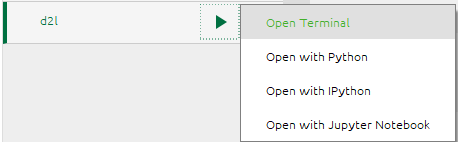 d2l
Open Terminal
Open with Python
Open with IPython
Open with Jupyter Notebook